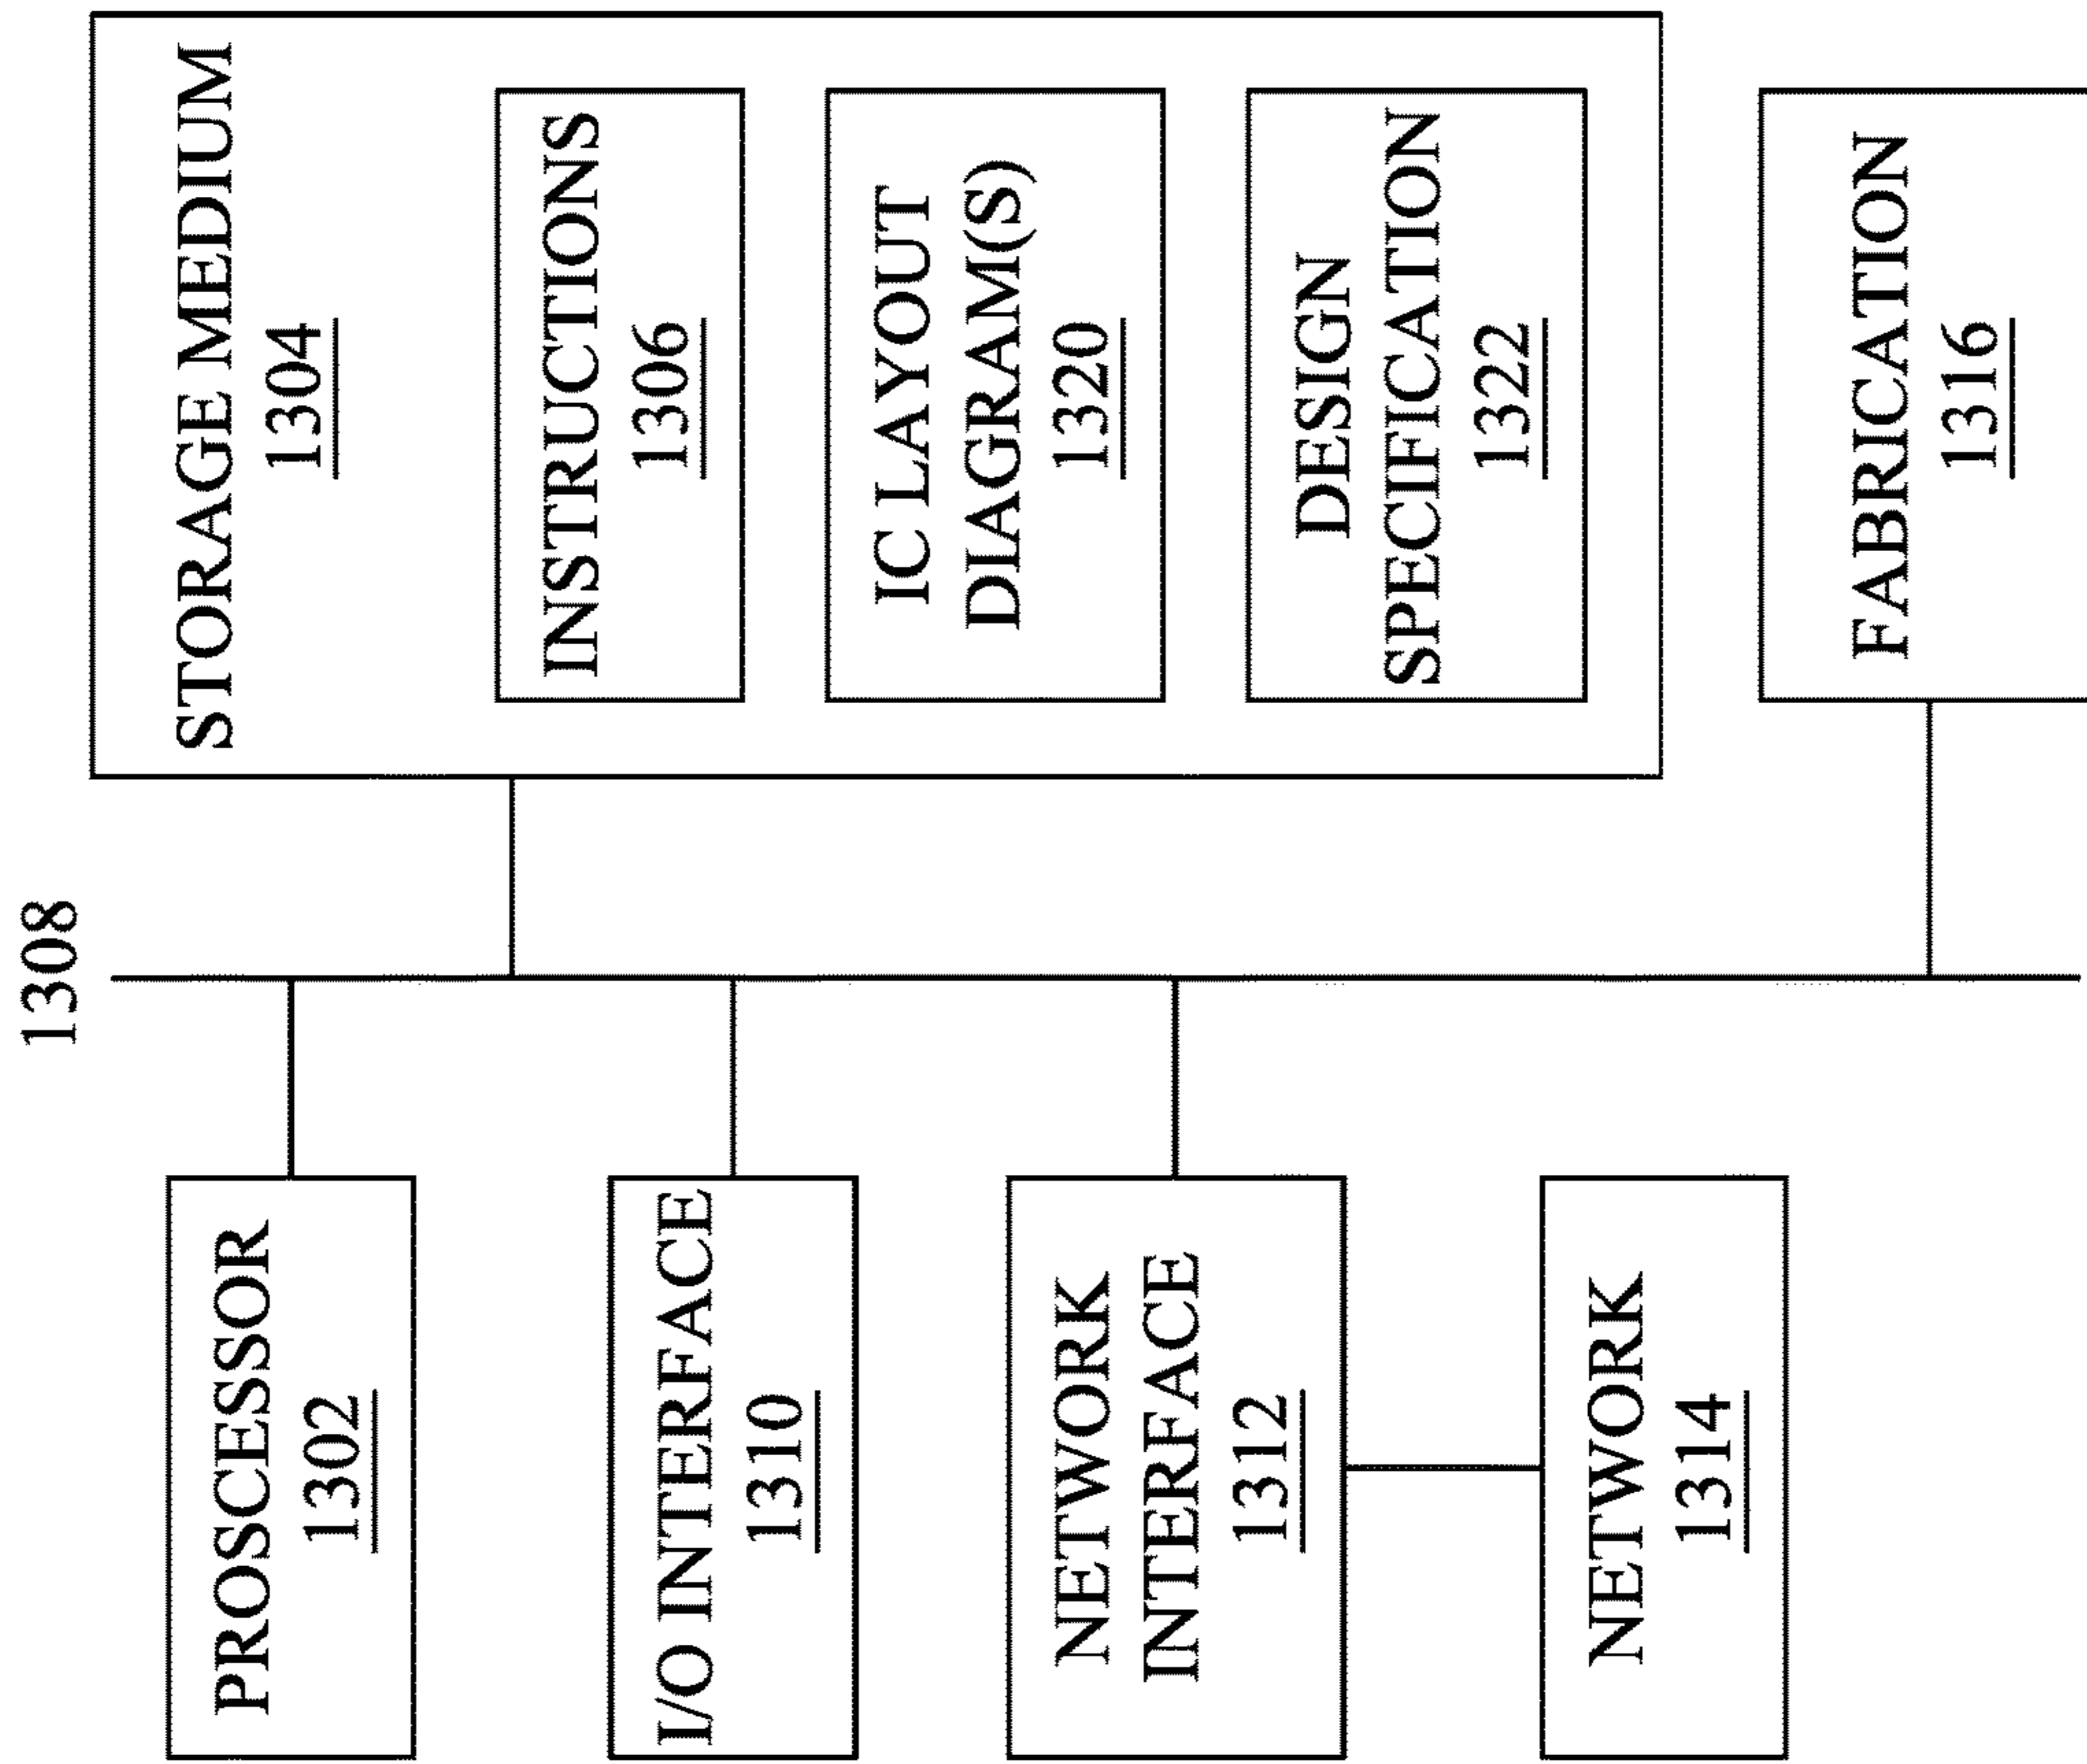 1308
PROSCESSOR
1302
I/O INTERFACE
1310
NETWORK
INTERFACE
1312
NETWORK
1314
STORAGE MEDIUM
1304
INSTRUCTIONS
1306
IC LAYOUT
DIAGRAM(S)
1320
DESIGN
SPECIFICATION
1322
FABRICATION
1316